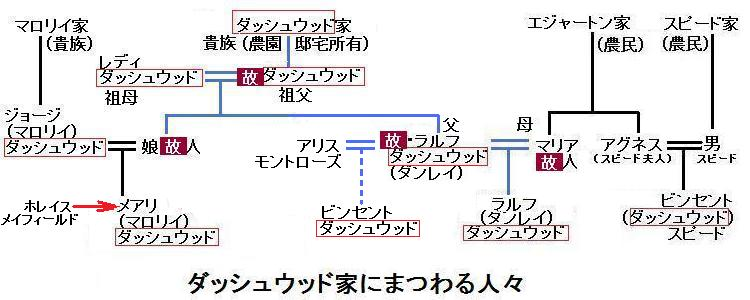 マロリイ家
(貴族)
ダッシュウッド家
貴族(農園 邸宅所有)
エジャートン家
(農民)
スピード家
(農民)
レディ
ダッシュウッド
祖母
故 ダッシュウッド
祖父
ジョージ
(マロリイ)
ダッシュウッド
娘 故人
アリス
モントローズ
父
故・ラルフ
ダッシュウッド
(ダンレイ)
母
マリア
故人
アグネス
(スピード夫人)
男
スピード
ホレイス
メイフィールド
メアリ
(マロリイ)
ダッシュウッド
ビンセント
ダッシュウッド
ラルフ
(ダンレイ)
ダッシュウッド
ビンセント
(ダッシュウッド)
スピード
ダッシュウッド家にまつわる人々